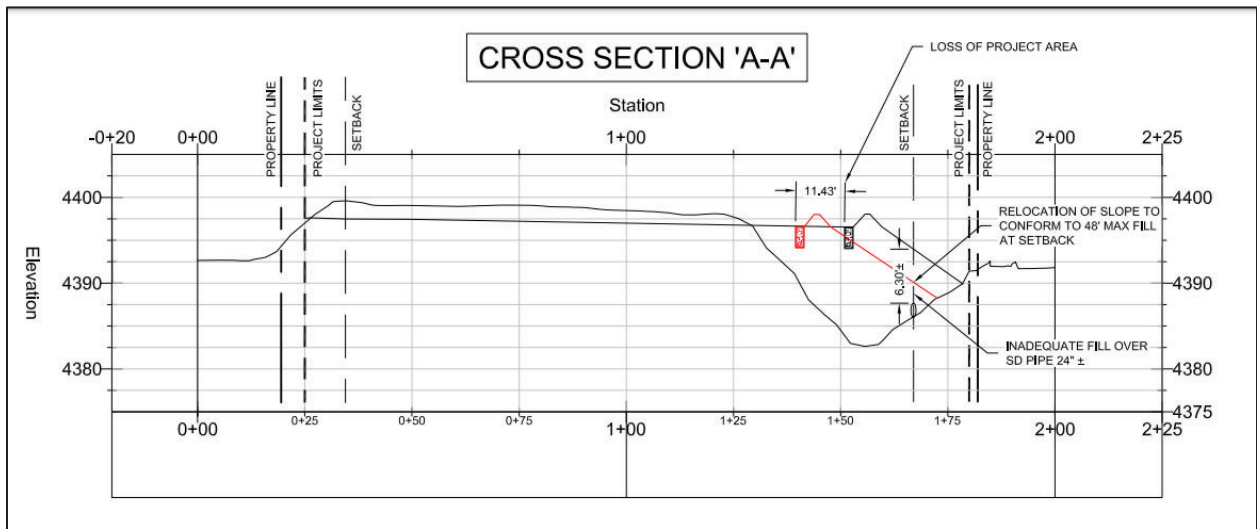 CROSS SECTION 'A-A'
LOSS OF PROJECT AREA
Station
PROPERTY LINE
PROJECT LIMITS
SETBACK
SETBACK
PROJECT LIMITS
PROPERTY LINE
-0+20
0+00
1+00
2+00
2+25
4400
4400
11.43'
RELOCATION OF SLOPE TO
CONFORM TO 48' MAX FILL
AT SETBACK
Elevation
4390
6.30'±
4390
INADEQUATE FILL OVER
SD PIPE 24" ±
4380
4380
4375
0+00
0+25
0+50
0+75
1+00
1+25
1+50
1+75
2+00
2+25